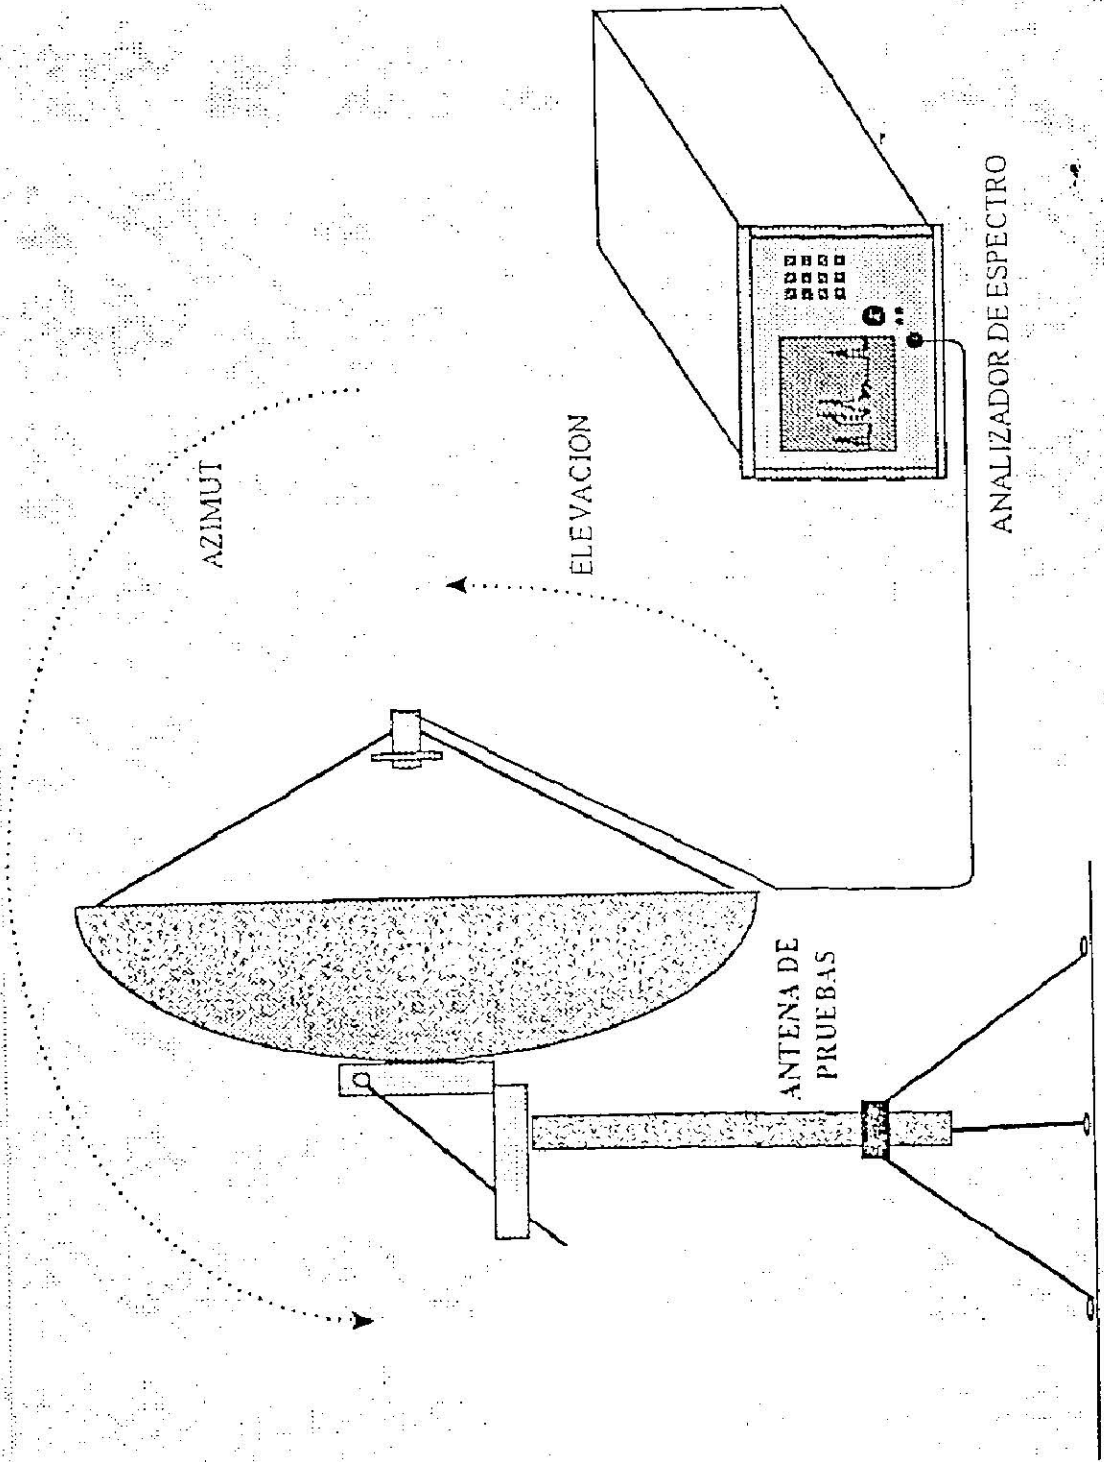 AZIMUT
ELEVACION
ANTENA DE
PRUEBAS
ANALIZADOR DE ESPECTRO